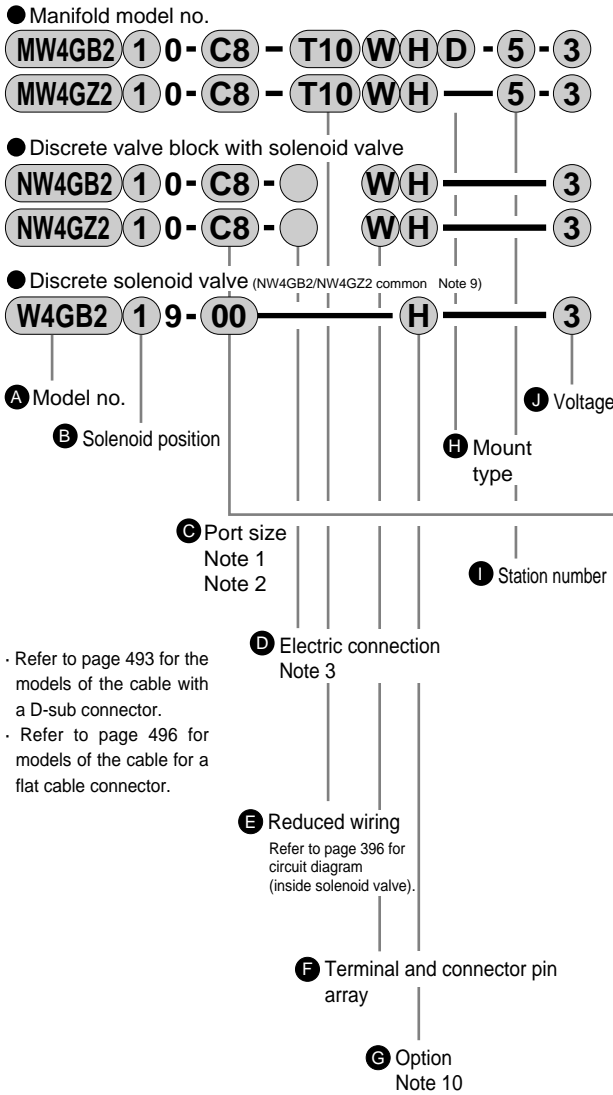 ● Manifold model no.
MW4GB2 1 0 - C8 - T10 W H D - 5 - 3
MW4GZ2 1 0 - C8 - T10 W H 5 - 3
● Discrete valve block with solenoid valve
NW4GB2 1 0 - C8 - W H 3
NW4GZ2 1 0 - C8 - W H 3
● Discrete solenoid valve (NW4GB2/NW4GZ2 common Note 9)
W4GB2 1 9 - 00 H 3
A Model no.
J Voltage
B Solenoid position
H Mount
type
C Port size
Note 1
Note 2
I Station number
D Electric connection
Note 3
· Refer to page 493 for the
models of the cable with
a D-sub connector.
· Refer to page 496 for
models of the cable for a
flat cable connector.
E Reduced wiring
Refer to page 396 for
circuit diagram
(inside solenoid valve).
F Terminal and connector pin
array
G Option
Note 10